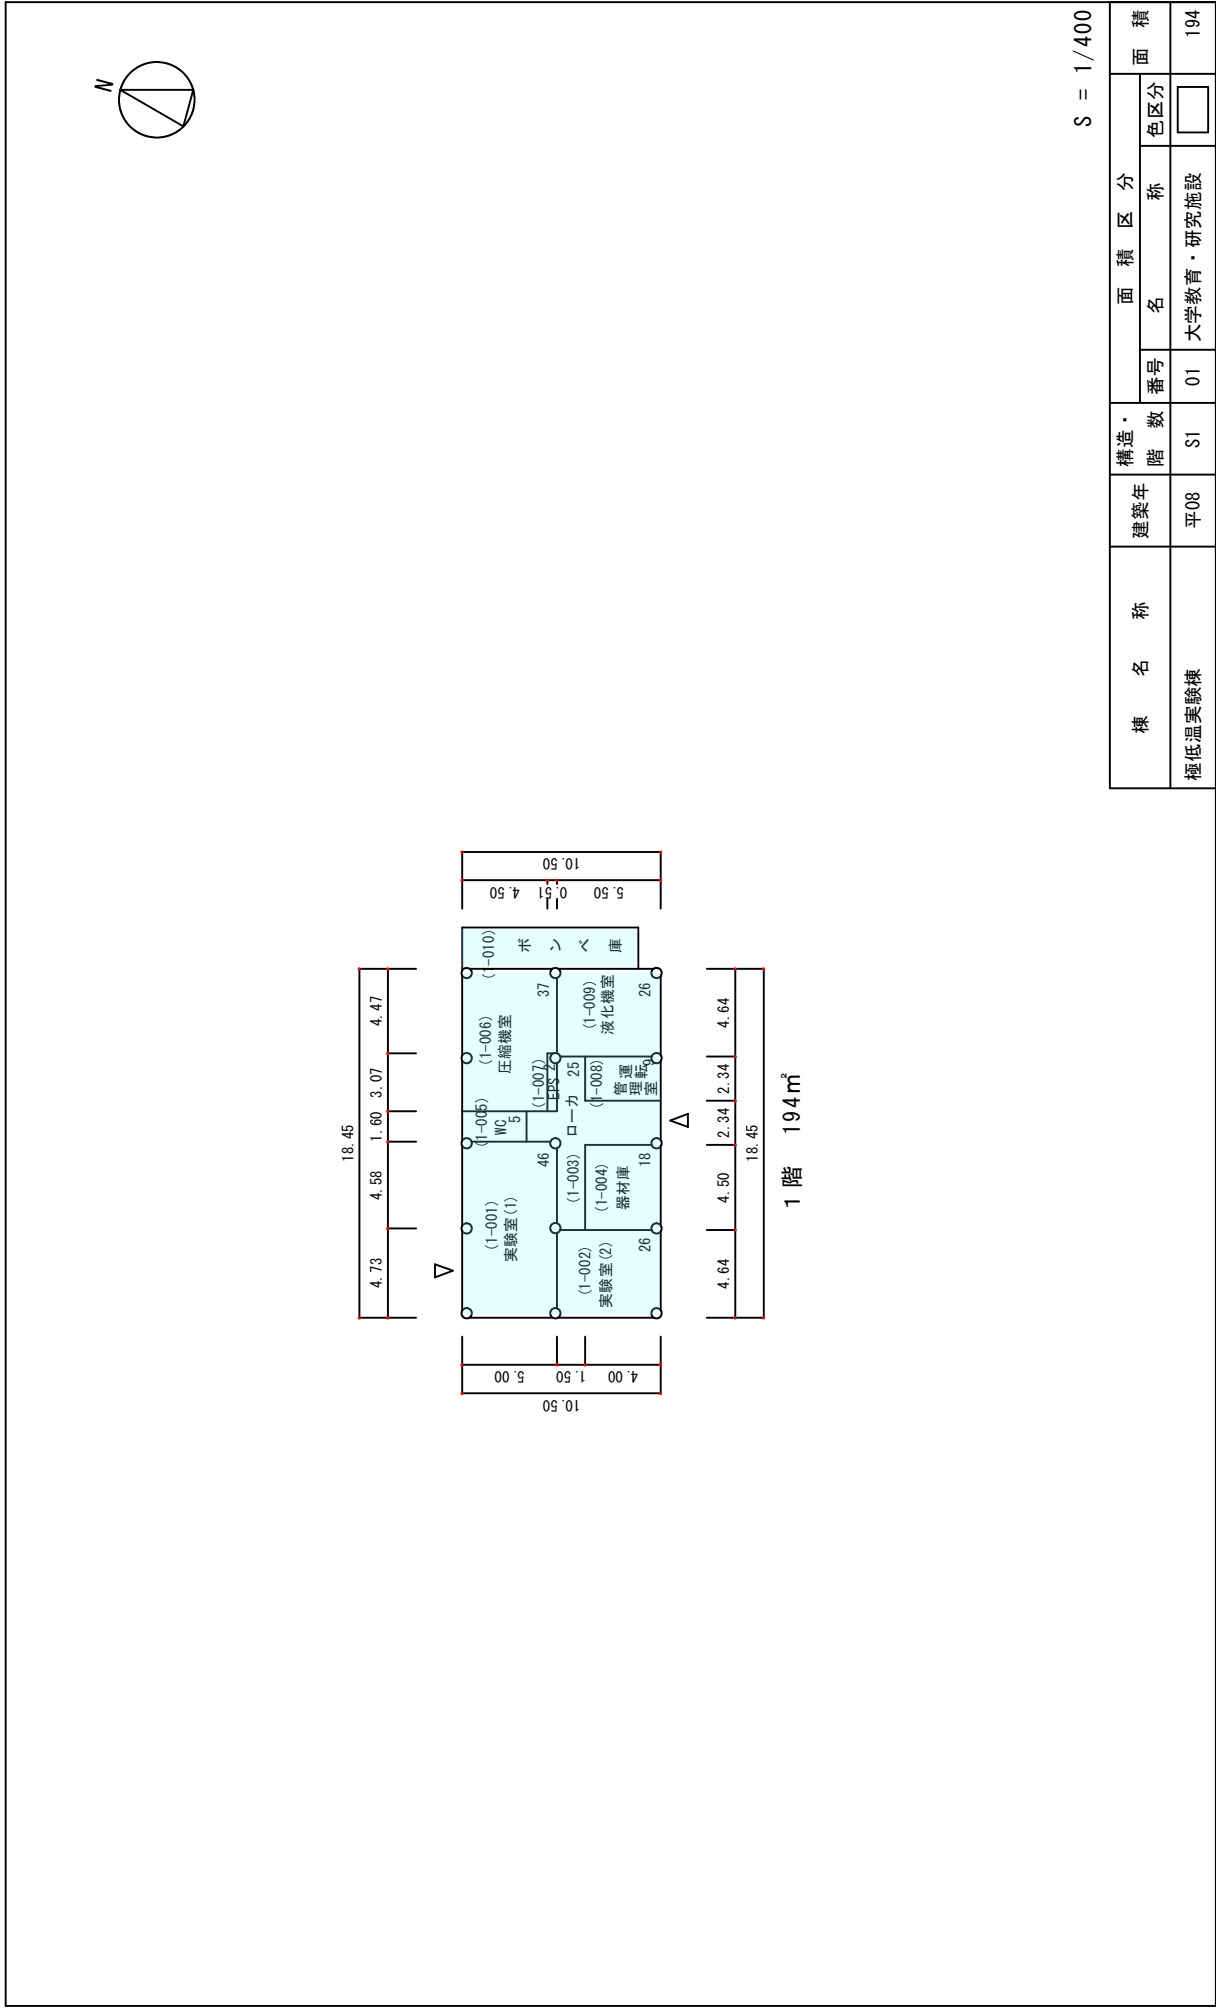 N
18.45
4.73
4.58
1.60
3.07
4.47
10.50
5.00
1.50
4.00
10.50
4.50
0.51
5.50
(1-001)
実験室(1)
46
(1-005)
WC
5
(1-006)
圧縮機室
37
(1-007)
EPS 2
(1-010)
ボンベ庫
(1-003)
ローカ
25
(1-002)
実験室(2)
26
(1-004)
器材庫
18
(1-008)
運転
管理室
9
(1-009)
液化機室
26
4.64
4.50
2.34
2.34
4.64
18.45
1階 194㎡
S = 1/400
棟名称
建築年
構造・
階数
面積区分
面積
番号
名称
色区分
極低温実験棟
平08
S1
01
大学教育・研究施設
194